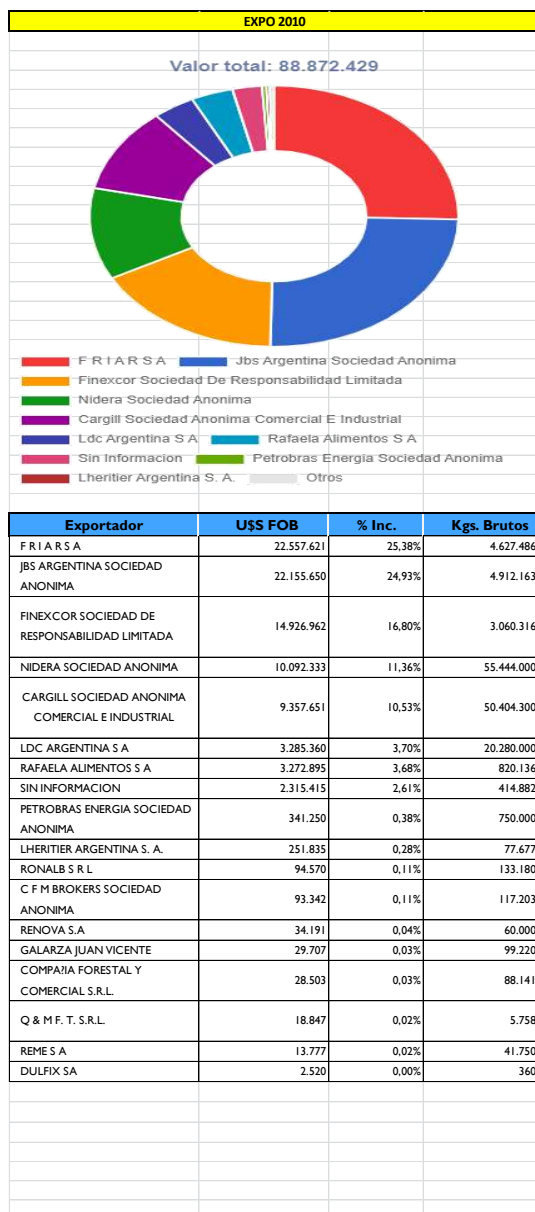 EXPO 2010
Valor total: 88.872.429
F R I A R S A Jbs Argentina Sociedad Anonima
Finexcor Sociedad De Responsabilidad Limitada
Nidera Sociedad Anonima
Cargill Sociedad Anonima Comercial E Industrial
Ldc Argentina S A Rafaela Alimentos S A
Sin Informacion Petrobras Energia Sociedad Anonima
Lheritier Argentina S. A. Otros
Exportador U$S FOB % Inc. Kgs. Brutos
F R I A R S A 22.557.621 25,38% 4.627.486
JBS ARGENTINA SOCIEDAD
ANONIMA 22.155.650 24,93% 4.912.163
FINEXCOR SOCIEDAD DE
RESPONSABILIDAD LIMITADA 14.926.962 16,80% 3.060.316
NIDERA SOCIEDAD ANONIMA 10.092.333 11,36% 55.444.000
CARGILL SOCIEDAD ANONIMA
COMERCIAL E INDUSTRIAL 9.357.651 10,53% 50.404.300
LDC ARGENTINA S A 3.285.360 3,70% 20.280.000
RAFAELA ALIMENTOS S A 3.272.895 3,68% 820.136
SIN INFORMACION 2.315.415 2,61% 414.882
PETROBRAS ENERGIA SOCIEDAD
ANONIMA 341.250 0,38% 750.000
LHERITIER ARGENTINA S. A. 251.835 0,28% 77.677
RONALB S R L 94.570 0,11% 133.180
C F M BROKERS SOCIEDAD
ANONIMA 93.342 0,11% 117.203
RENOVA S.A 34.191 0,04% 60.000
GALARZA JUAN VICENTE 29.707 0,03% 99.220
COMPA?IA FORESTAL Y
COMERCIAL S.R.L. 28.503 0,03% 88.141
Q & M F. T. S.R.L. 18.847 0,02% 5.758
REME S A 13.777 0,02% 41.750
DULFIX SA 2.520 0,00% 360